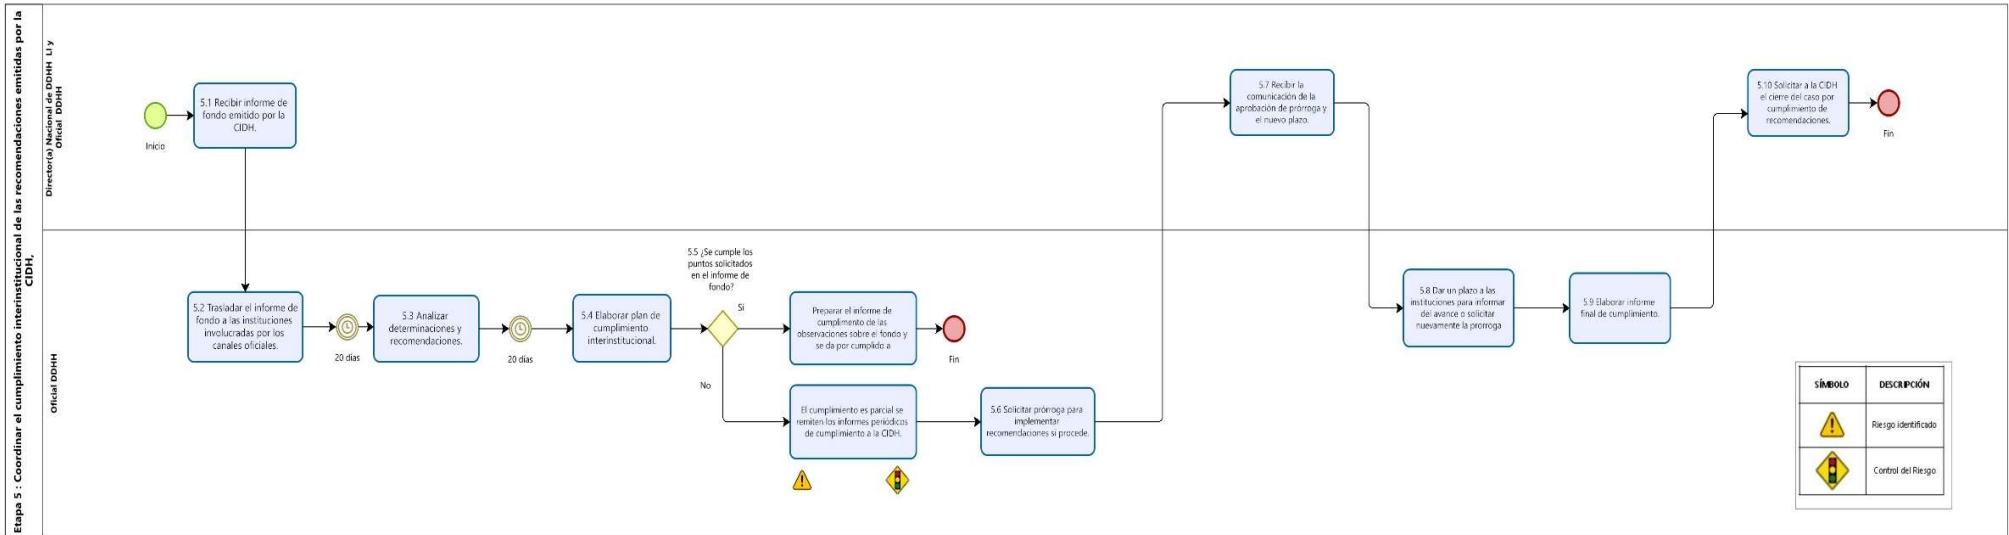 Etapa 5 : Coordinar el cumplimiento interinstitucional de las recomendaciones emitidas por la
CIDH,
Director(a) Nacional de DDHH LI y
Oficial DDHH
Inicio
5.1 Recibir informe de
fondo emitido por la
CIDH.
5.7 Recibir la
comunicación de la
aprobación de prórroga y
el nuevo plazo.
5.10 Solicitar a la CIDH
el cierre del caso por
cumplimiento de
recomendaciones.
Fin
Oficial DDHH
5.2 Trasladar el informe de
fondo a las instituciones
involucradas por los
canales oficiales.
20 días
5.3 Analizar
determinaciones y
recomendaciones.
20 días
5.4 Elaborar plan de
cumplimiento
interinstitucional.
5.5 ¿Se cumple los
puntos solicitados
en el informe de
fondo?
Si
Preparar el informe de
cumplimento de las
observaciones sobre el fondo y
se da por cumplido a
Fin
No
El cumplimiento es parcial se
remiten los informes periódicos
de cumplimiento a la CIDH.
5.6 Solicitar prórroga para
implementar
recomendaciones si procede.
5.8 Dar un plazo a las
instituciones para informar
del avance o solicitar
nuevamente la prorroga
5.9 Elaborar informe
final de cumplimiento.
SÍMBOLO DESCRIPCIÓN
Riesgo identificado
Control del Riesgo